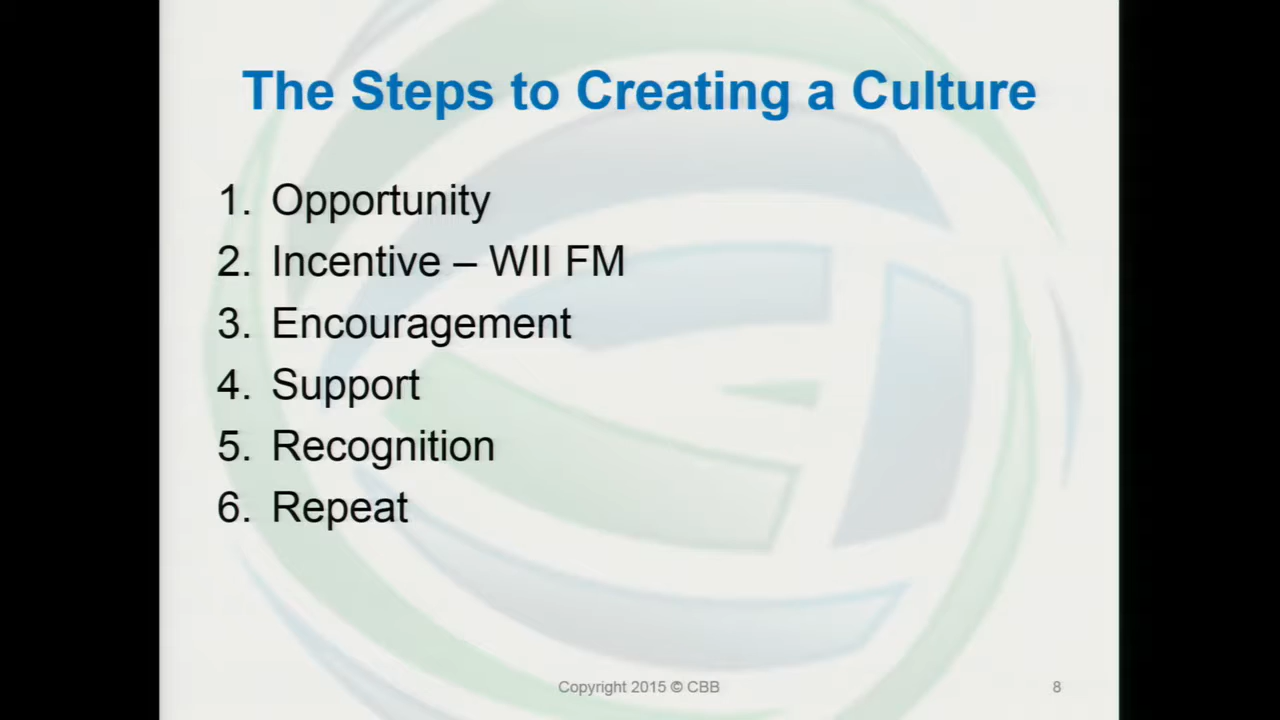 The Steps to Creating a Culture
1. Opportunity
2. Incentive – WII FM
3. Encouragement
4. Support
5. Recognition
6. Repeat
Copyright 2015 © CBB
8